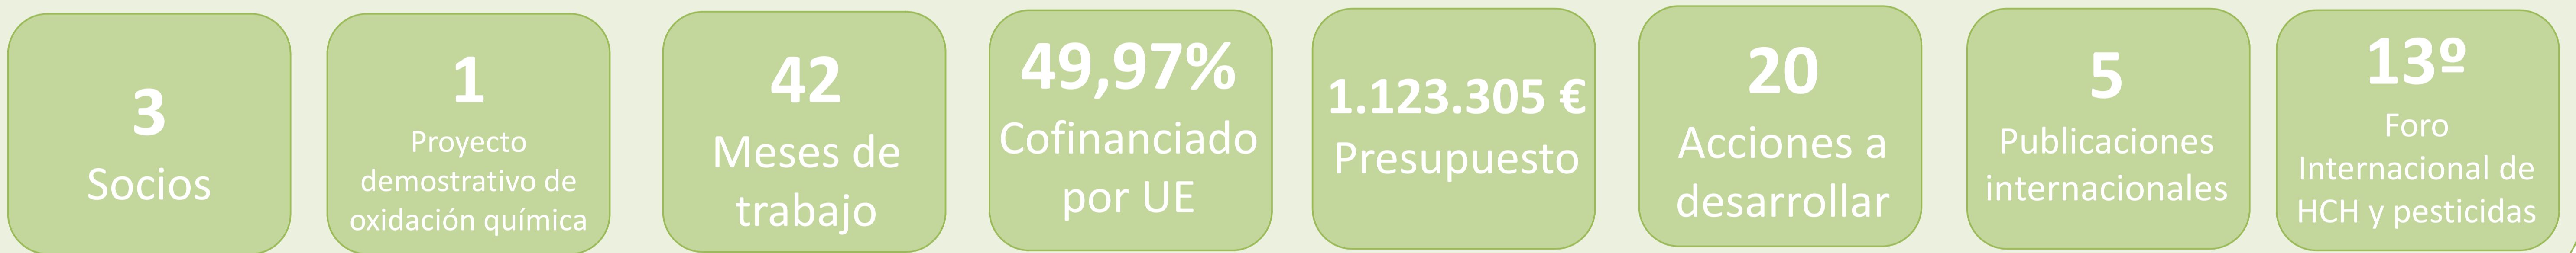 3
Socios
1
Proyecto
demostrativo de
oxidación química
42
Meses de
trabajo
49,97%
Cofinanciado
por UE
1.123.305 €
Presupuesto
20
Acciones a
desarrollar
5
Publicaciones
internacionales
13º
Foro
Internacional de
HCH y pesticidas